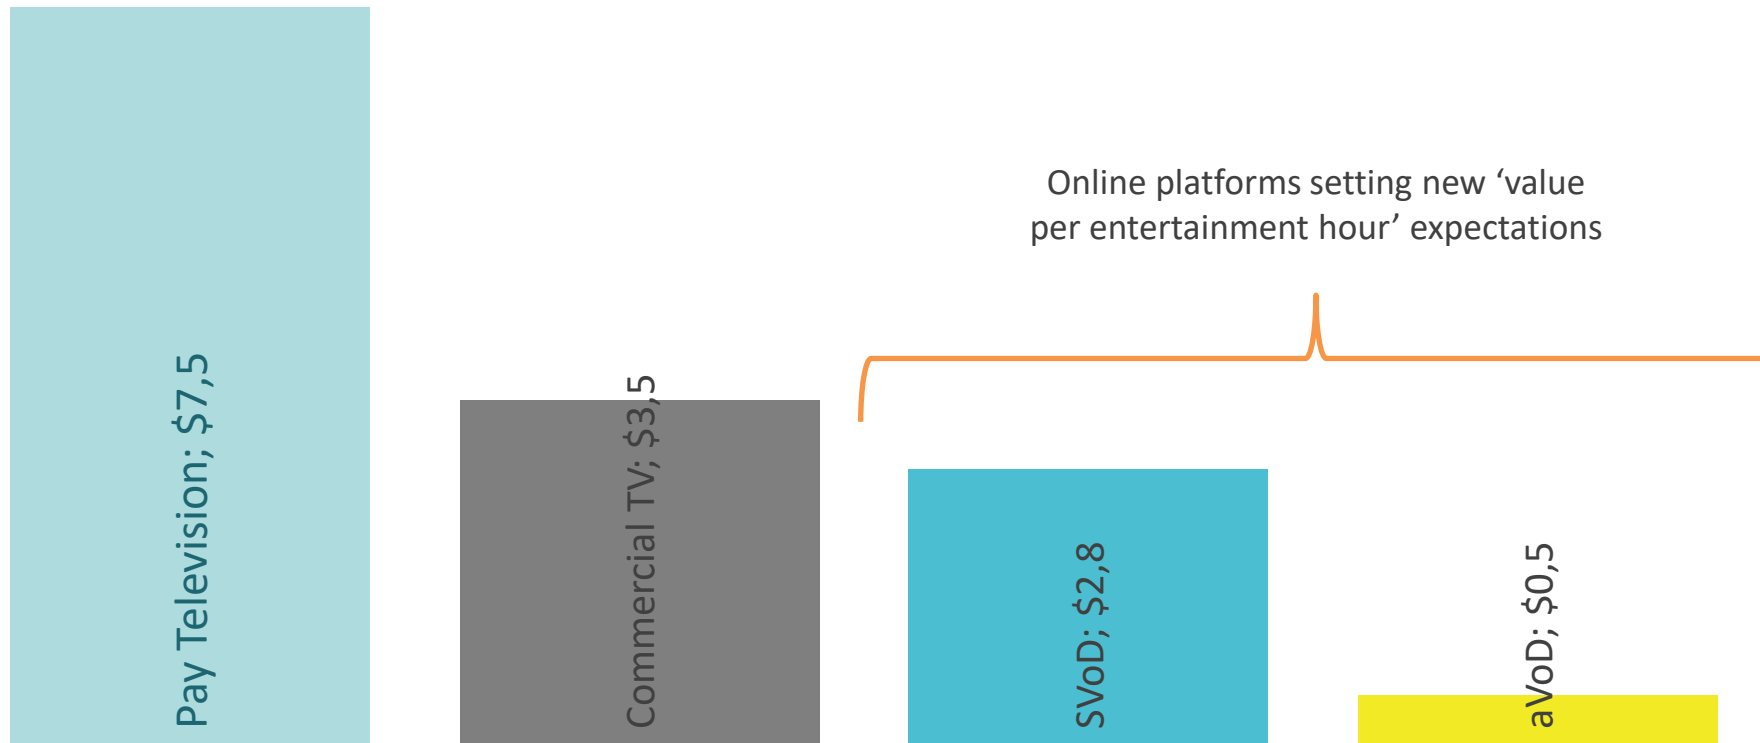 Online platforms setting new ‘value
per entertainment hour’ expectations
Pay Television; $7,5
Commercial TV; $3,5
SVoD; $2,8
aVoD; $0,5